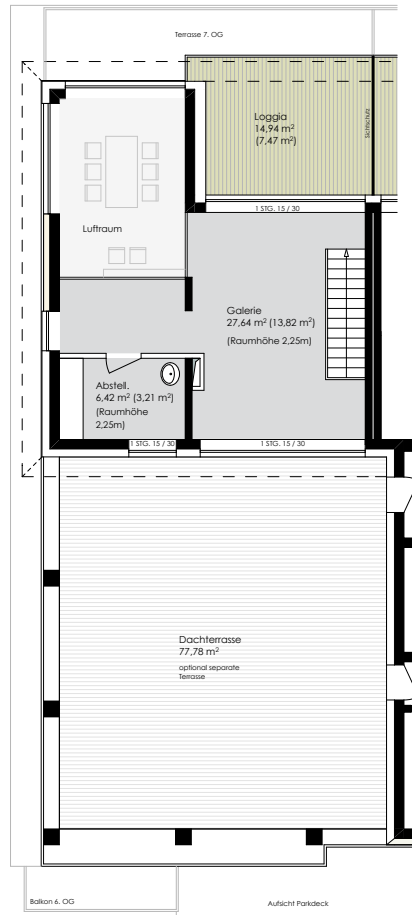 Terrasse 7. OG
Loggia
14,94 m²
(7,47 m²)
Sichtschutz
1 STG. 15 / 30
Luftraum
Galerie
27,64 m² (13,82 m²)
(Raumhöhe 2,25m)
Abstell.
6,42 m² (3,21 m²)
(Raumhöhe
2,25m)
1 STG. 15 / 30
1 STG. 15 / 30
Dachterrasse
77,78 m²
optional separate
Terrasse
Balkon 6. OG
Aufsicht Parkdeck